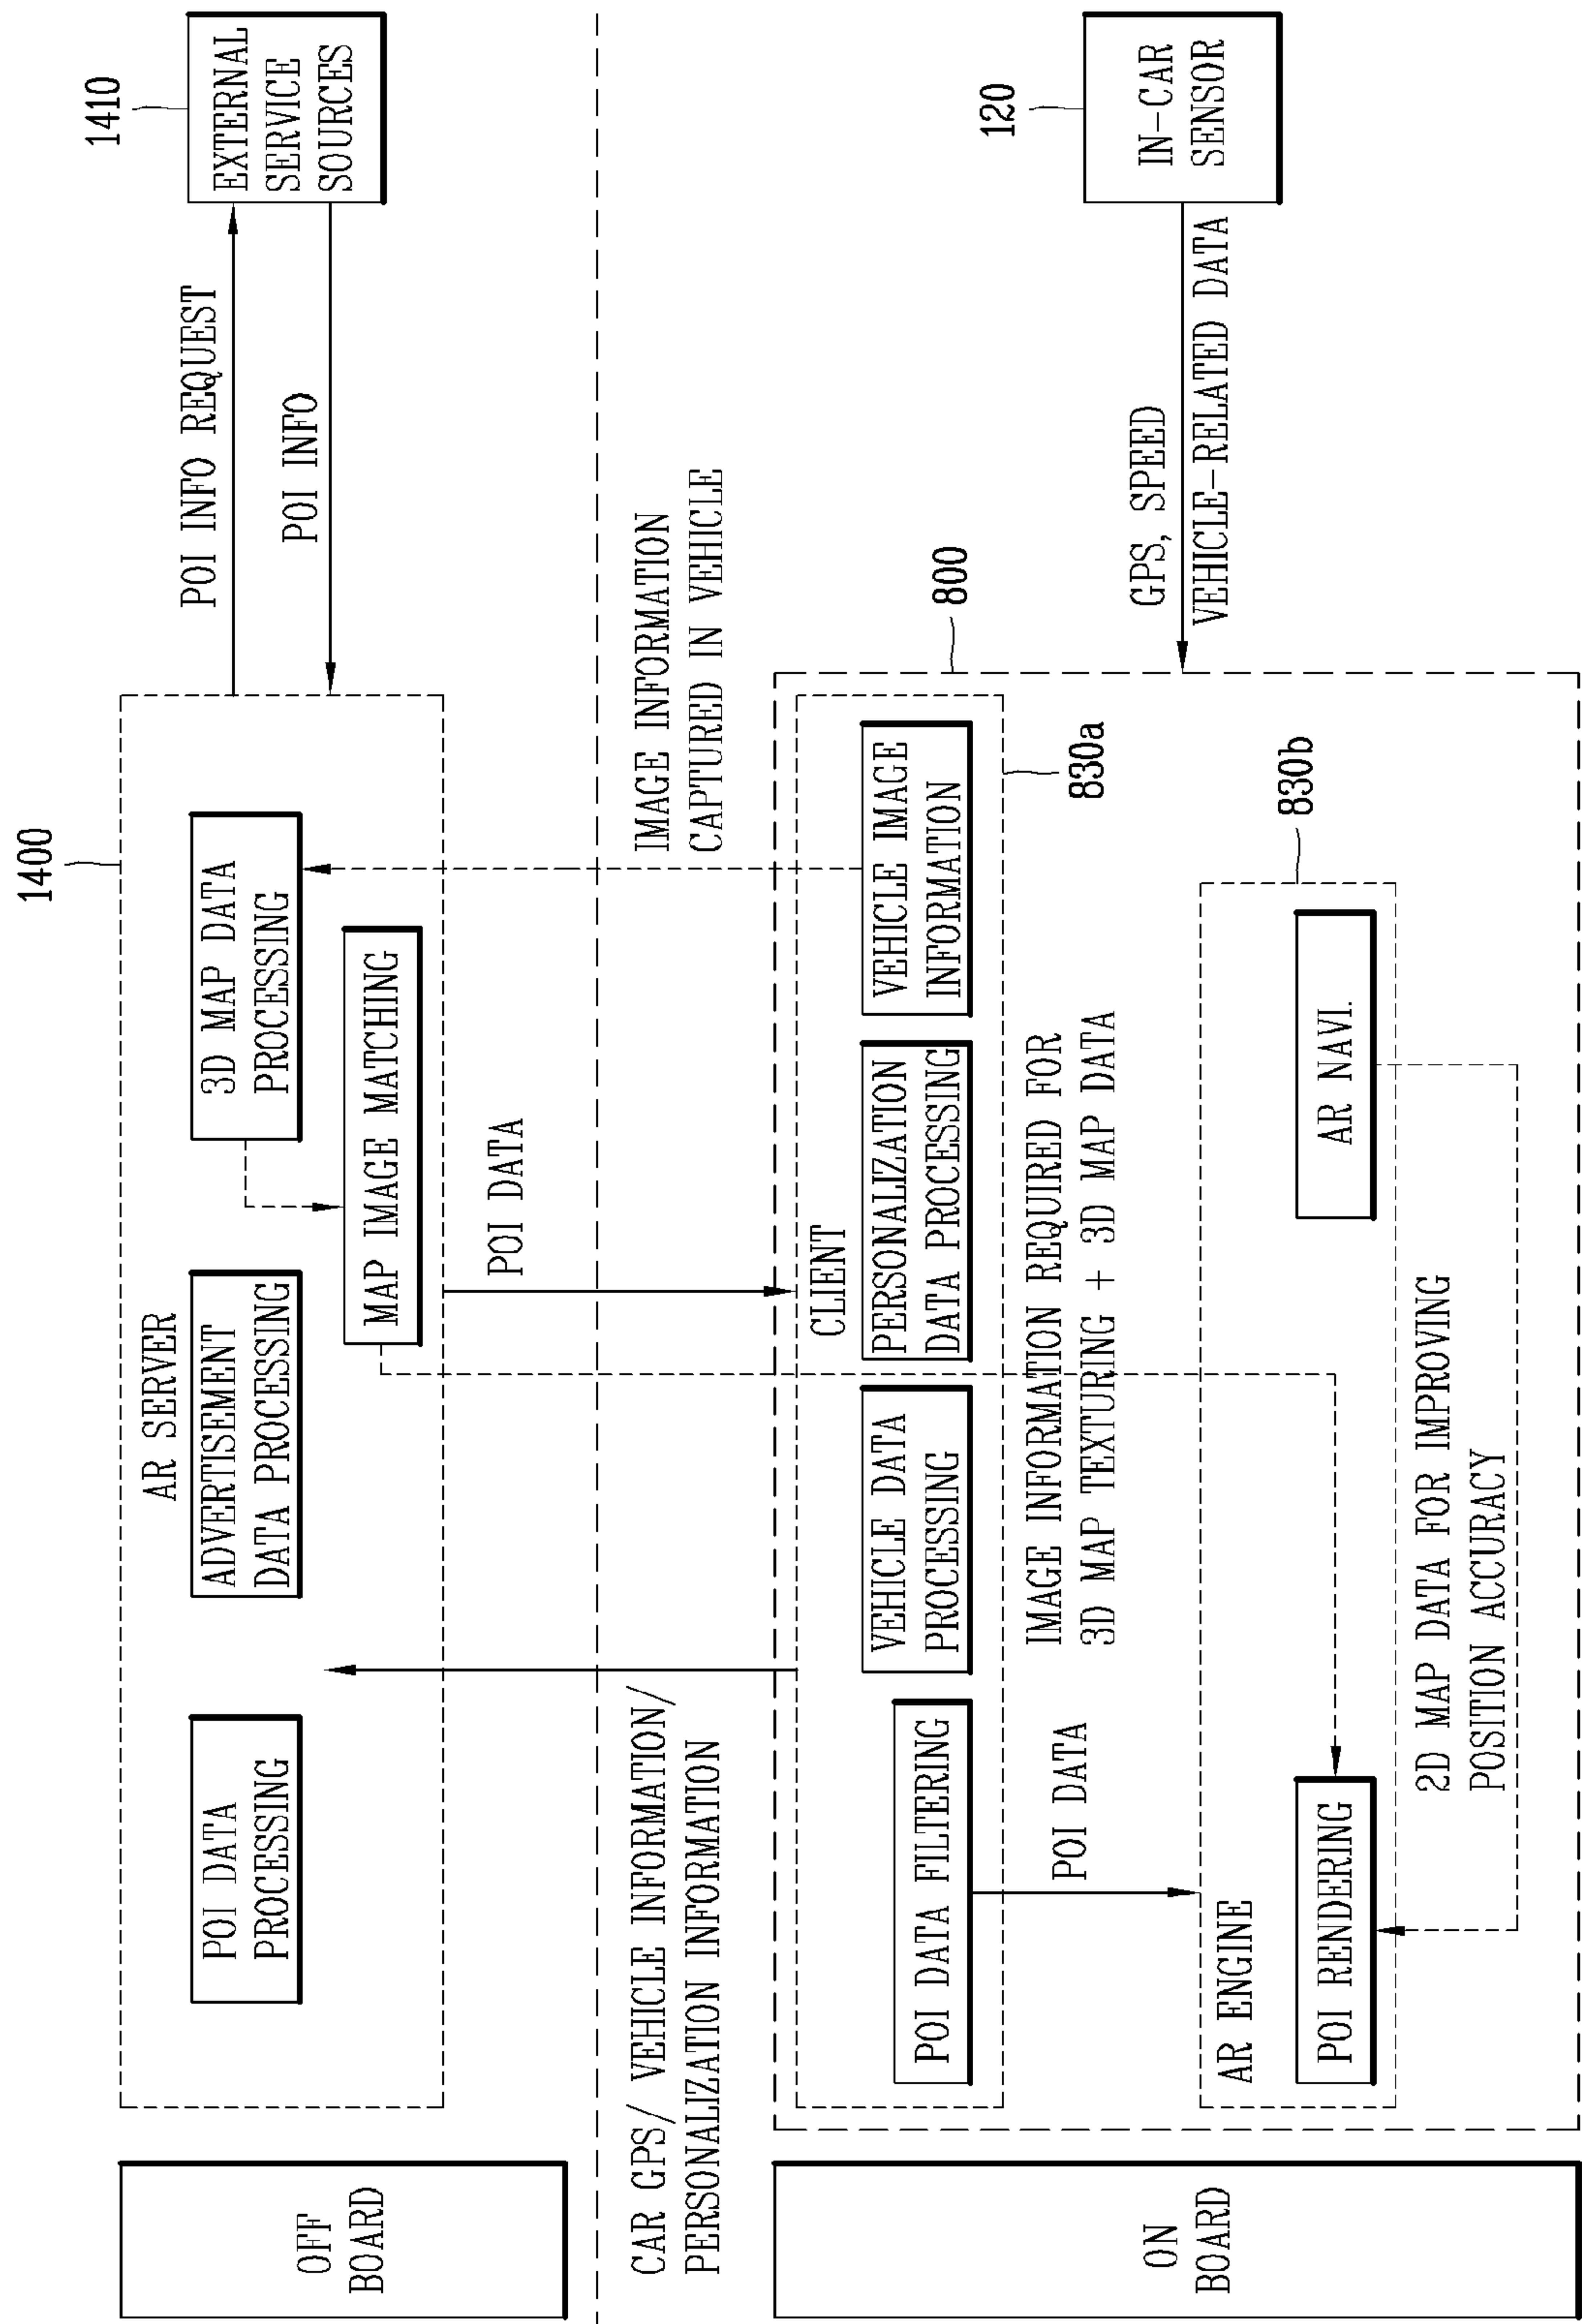 OFF
BOARD
1400
AR SERVER
POI DATA
PROCESSING
ADVERTISEMENT
DATA PROCESSING
3D MAP DATA
PROCESSING
MAP IMAGE MATCHING
POI INFO REQUEST
POI INFO
1410
EXTERNAL
SERVICE
SOURCES
CAR GPS/ VEHICLE INFORMATION/
PERSONALIZATION INFORMATION
POI DATA
IMAGE INFORMATION
CAPTURED IN VEHICLE
ON
BOARD
800
CLIENT
POI DATA FILTERING
VEHICLE DATA
PROCESSING
PERSONALIZATION
DATA PROCESSING
VEHICLE IMAGE
INFORMATION
830a
POI DATA
IMAGE INFORMATION REQUIRED FOR
3D MAP TEXTURING + 3D MAP DATA
AR ENGINE
830b
POI RENDERING
AR NAVI.
2D MAP DATA FOR IMPROVING
POSITION ACCURACY
GPS, SPEED
VEHICLE-RELATED DATA
120
IN-CAR
SENSOR